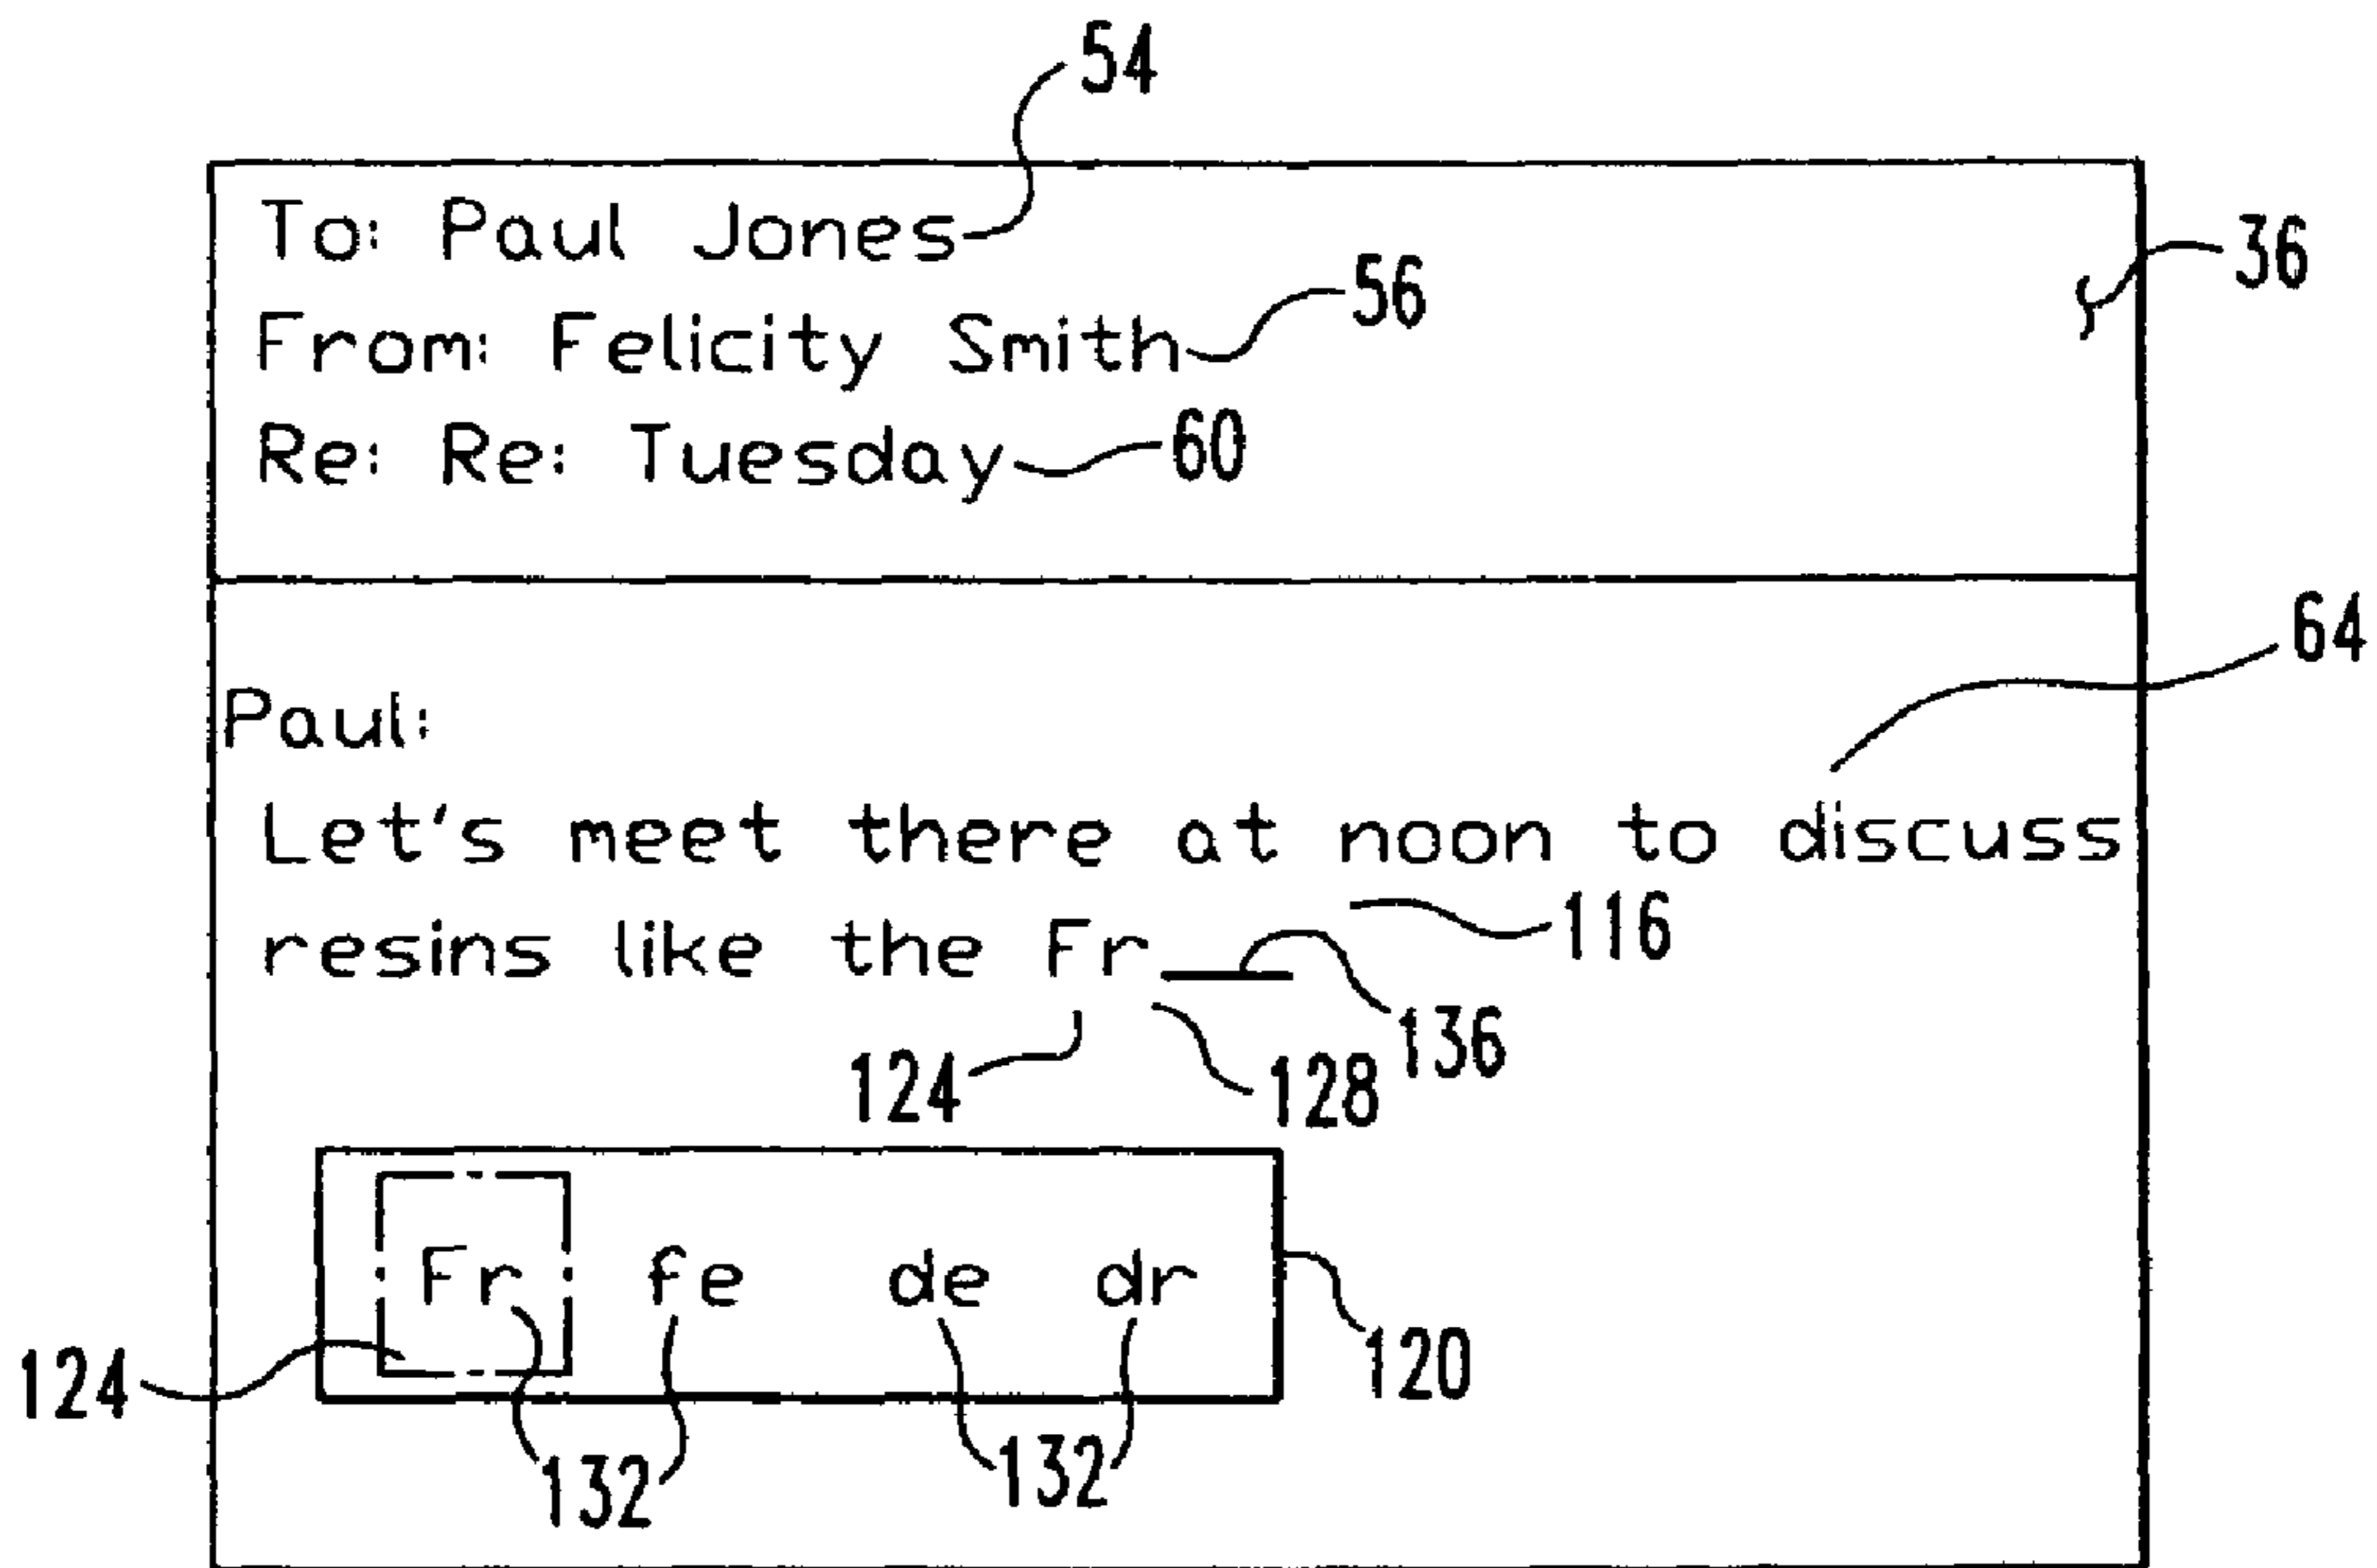 54
To: Paul Jones
36
From: Felicity Smith
56
Re: Re: Tuesday
60
64
Paul:
Let's meet there at noon to discuss
116
resins like the Fr
136
124
128
Fr fe de dr
120
124
132
132